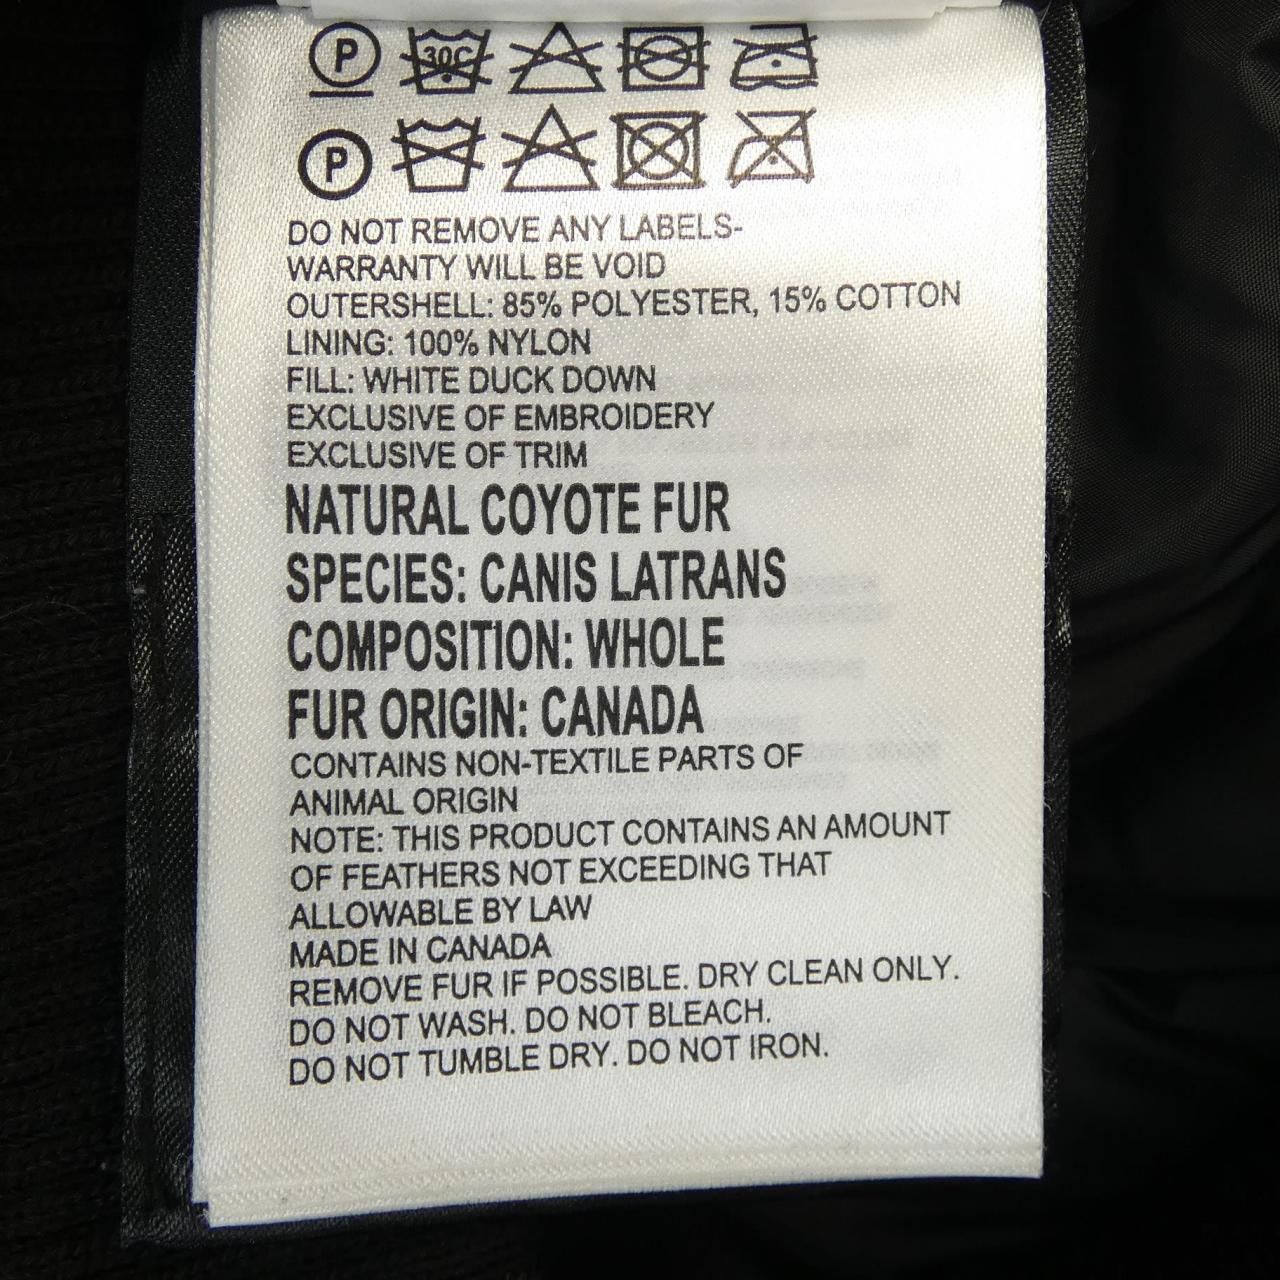 P 30C
P
DO NOT REMOVE ANY LABELS-
WARRANTY WILL BE VOID
OUTERSHELL: 85% POLYESTER, 15% COTTON
LINING: 100% NYLON
FILL: WHITE DUCK DOWN
EXCLUSIVE OF EMBROIDERY
EXCLUSIVE OF TRIM
NATURAL COYOTE FUR
SPECIES: CANIS LATRANS
COMPOSITION: WHOLE
FUR ORIGIN: CANADA
CONTAINS NON-TEXTILE PARTS OF
ANIMAL ORIGIN
NOTE: THIS PRODUCT CONTAINS AN AMOUNT
OF FEATHERS NOT EXCEEDING THAT
ALLOWABLE BY LAW
MADE IN CANADA
REMOVE FUR IF POSSIBLE. DRY CLEAN ONLY.
DO NOT WASH. DO NOT BLEACH.
DO NOT TUMBLE DRY. DO NOT IRON.